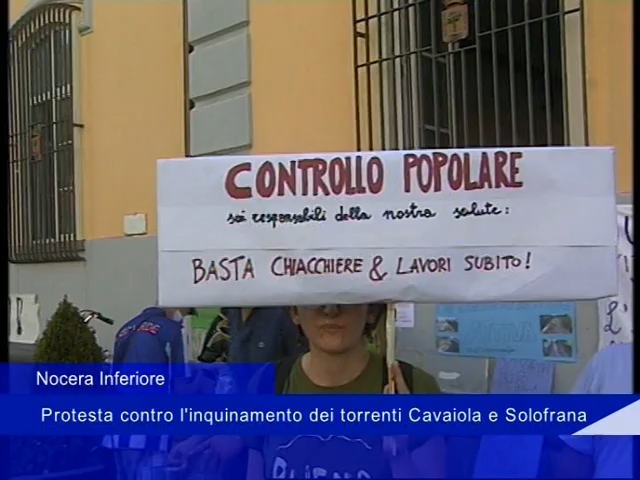 CONTROLLO POPOLARE
sei responsabili della nostra salute:
BASTA CHIACCHIERE & LAVORI SUBITO!
Nocera Inferiore
Protesta contro l'inquinamento dei torrenti Cavaiola e Solofrana